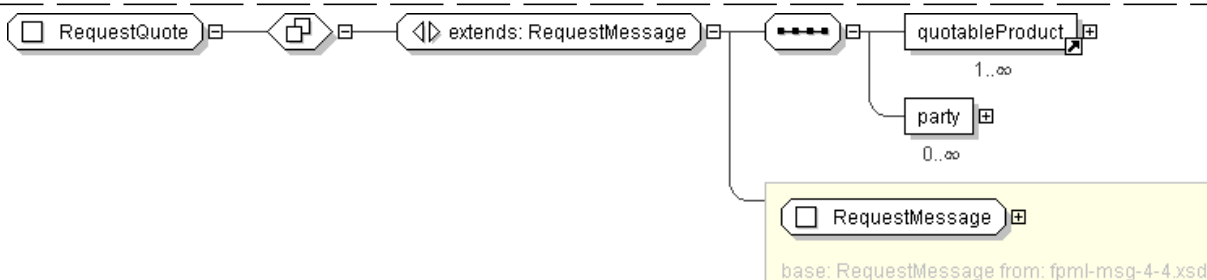 RequestQuote
extends: RequestMessage
quotableProduct
1..∞
party
0..∞
RequestMessage
base: RequestMessage from: fpml-msg-4-4.xsd